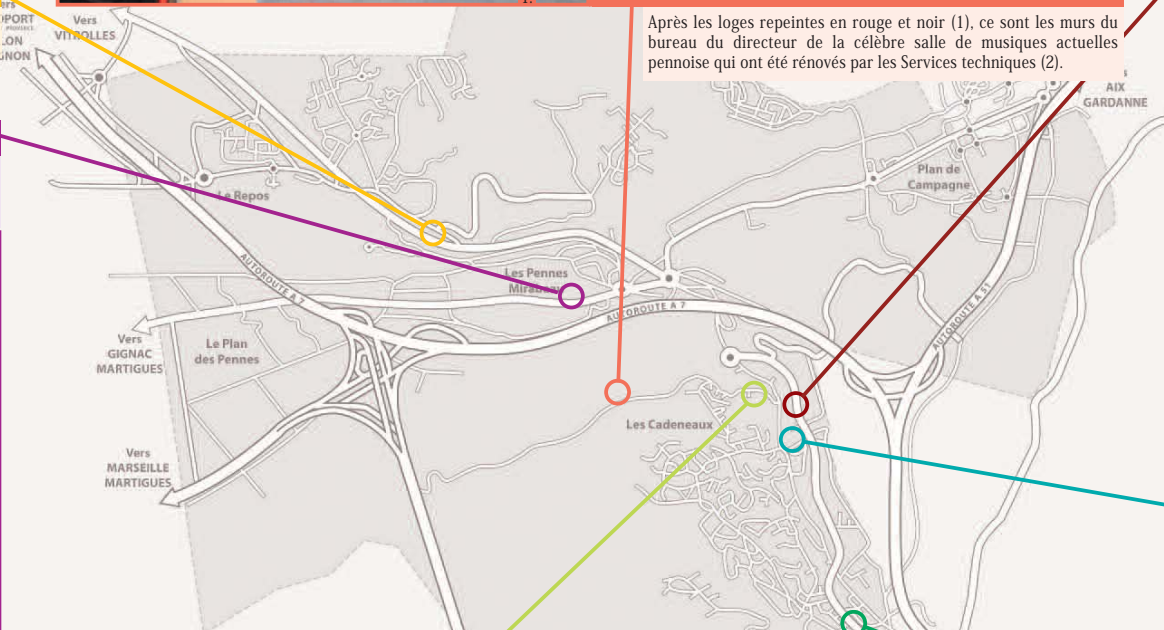 1.
Après les loges repeintes en rouge et noir (1), ce sont les murs du
bureau du directeur de la célèbre salle de musiques actuelles
pennoise qui ont été rénovés par les Services techniques (2).
Vers
VITROLLES
AIX
GARDANNE
Plan de
Campagne
Le Repos
AUTOROUTE A 7
Les Pennes
Mirabeau
AUTOROUTE A 7
AUTOROUTE A 51
Vers
GIGNAC
MARTIGUES
Le Plan
des Pennes
Les Cadeneaux
Vers
MARSEILLE
MARTIGUES